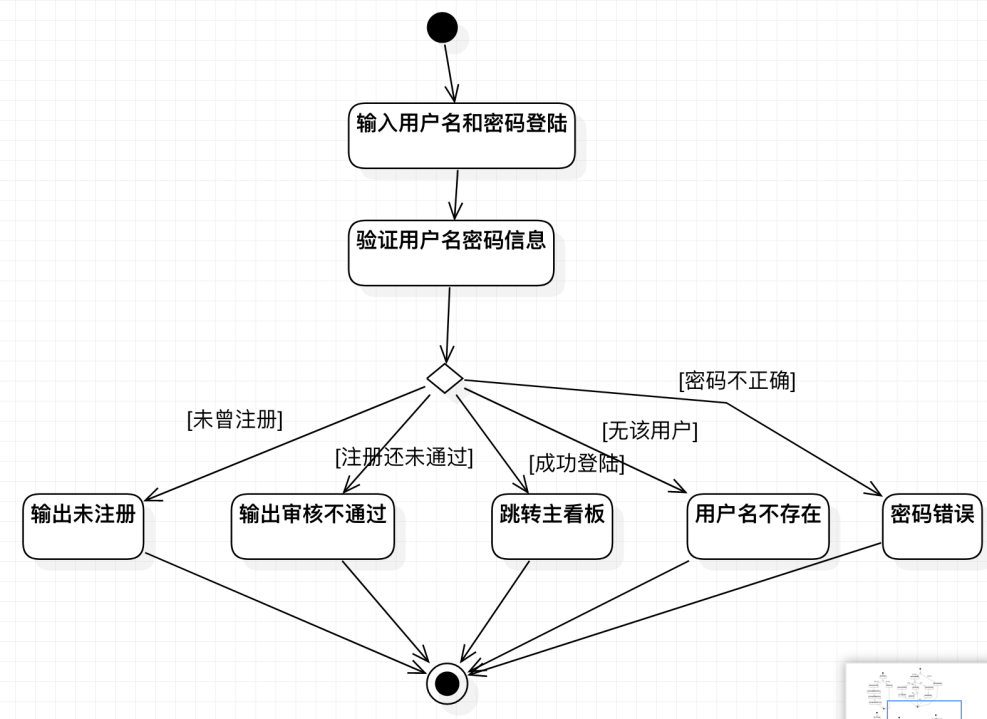 输入用户名和密码登陆
验证用户名密码信息
[密码不正确]
[未曾注册]
[无该用户]
[注册还未通过]
[成功登陆]
输出未注册
输出审核不通过
跳转主看板
用户名不存在
密码错误